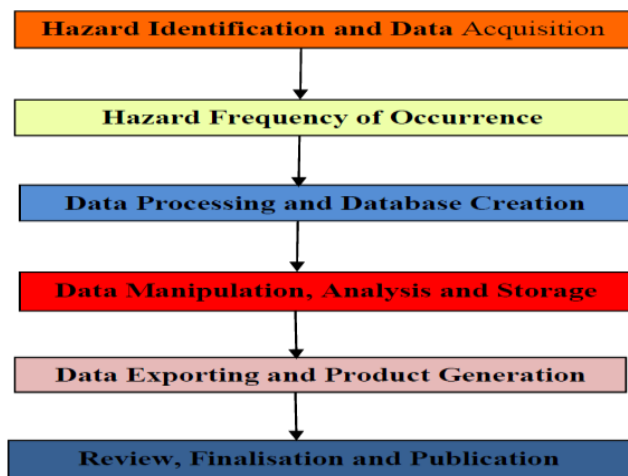 Hazard Identification and Data Acquisition
Hazard Frequency of Occurrence
Data Processing and Database Creation
Data Manipulation, Analysis and Storage
Data Exporting and Product Generation
Review, Finalisation and Publication